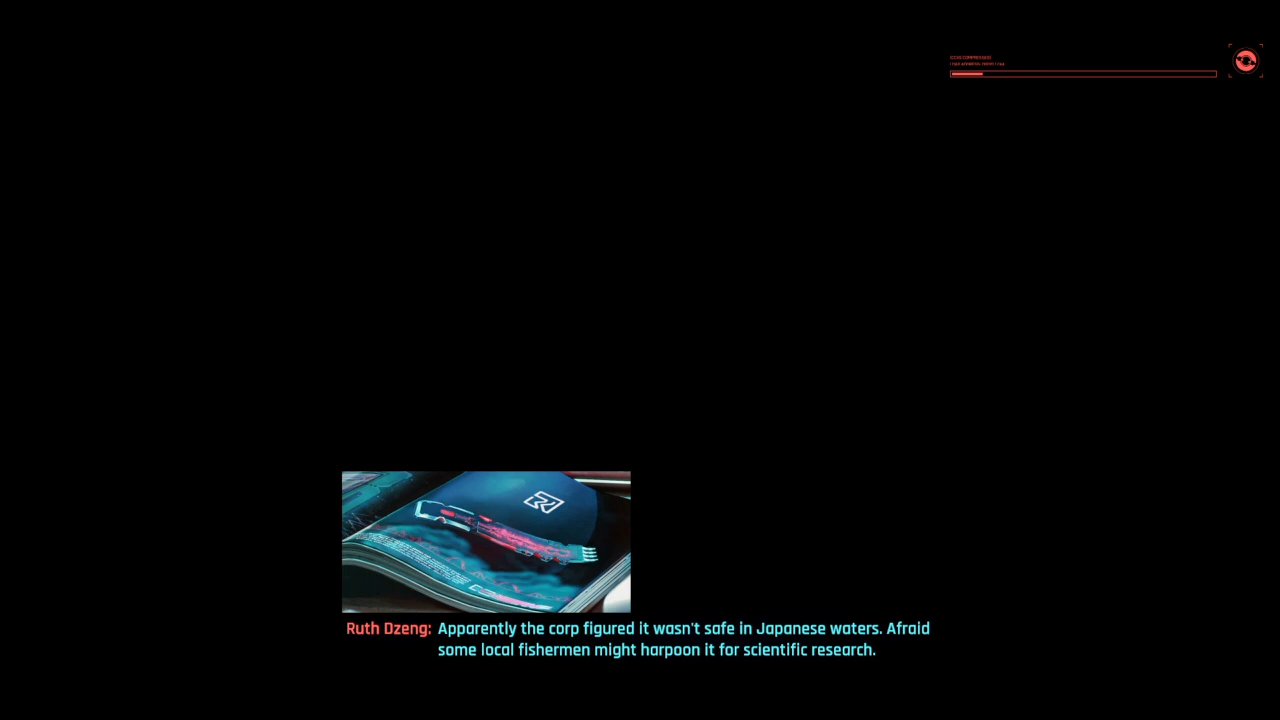 Ruth Dzeng: Apparently the corp figured it wasn't safe in Japanese waters. Afraid
some local fishermen might harpoon it for scientific research.